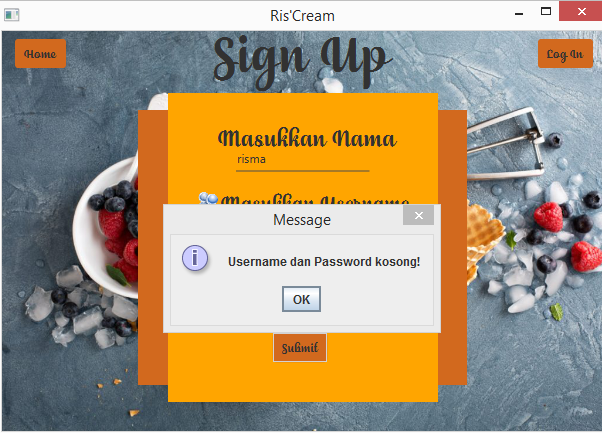 Ris'Cream
Sign Up
Home
Log In
Masukkan Nama
risma
Masukkan Username
Message
Username dan Password kosong!
OK
Submit